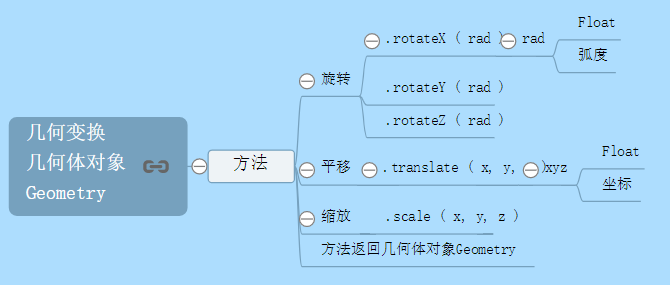 几何变换
几何体对象
Geometry
方法
旋转
.rotateX ( rad )
rad
Float
弧度
.rotateY ( rad )
.rotateZ ( rad )
平移
.translate ( x, y, )
xyz
Float
坐标
缩放
.scale ( x, y, z )
方法返回几何体对象Geometry